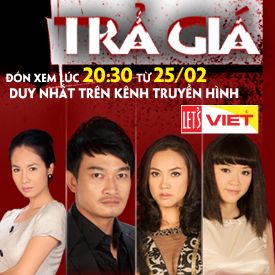 TRẢ GIÁ
ĐÓN XEM LÚC 20:30 TỪ 25/02
DUY NHẤT TRÊN KÊNH TRUYỀN HÌNH
LET'S VIET